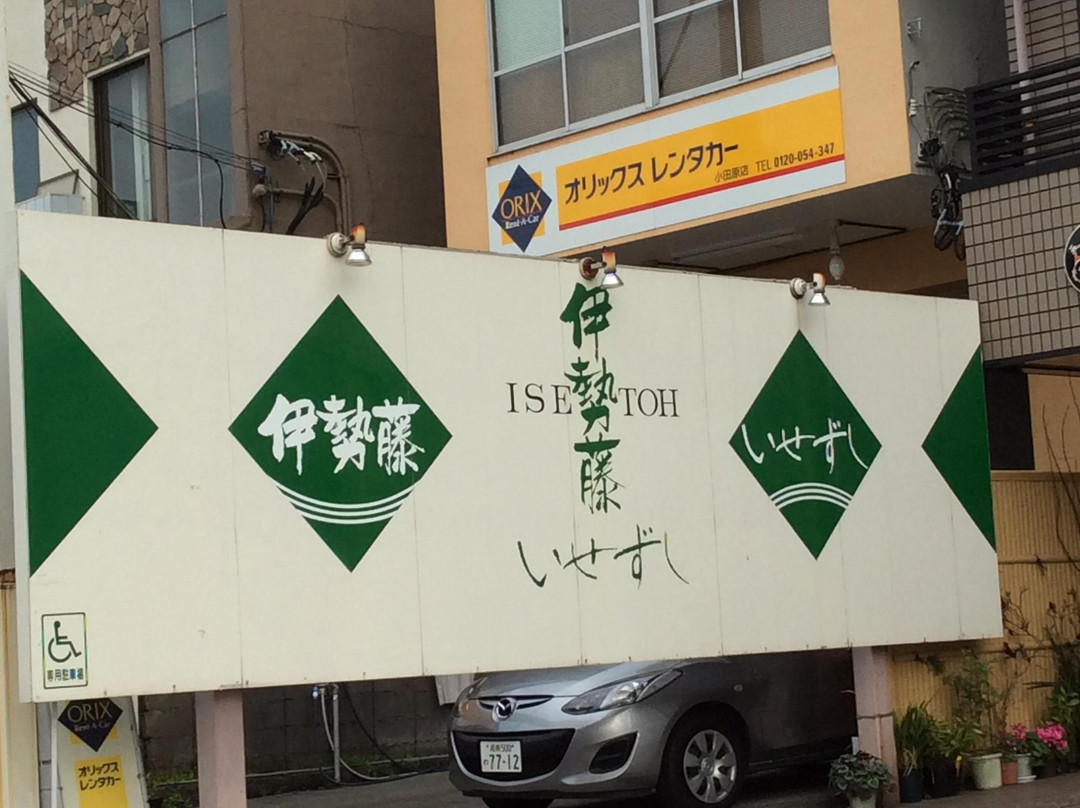 ORIX
Rent-A-Car
オリックス レンタカー
小田原店 TEL 0120-054-347
伊勢藤
ISE TOH
伊勢藤
いせずし
いせずし
専用駐車場
ORIX
Rent-A-Car
オリックス
レンタカー
湘南 500
77-12